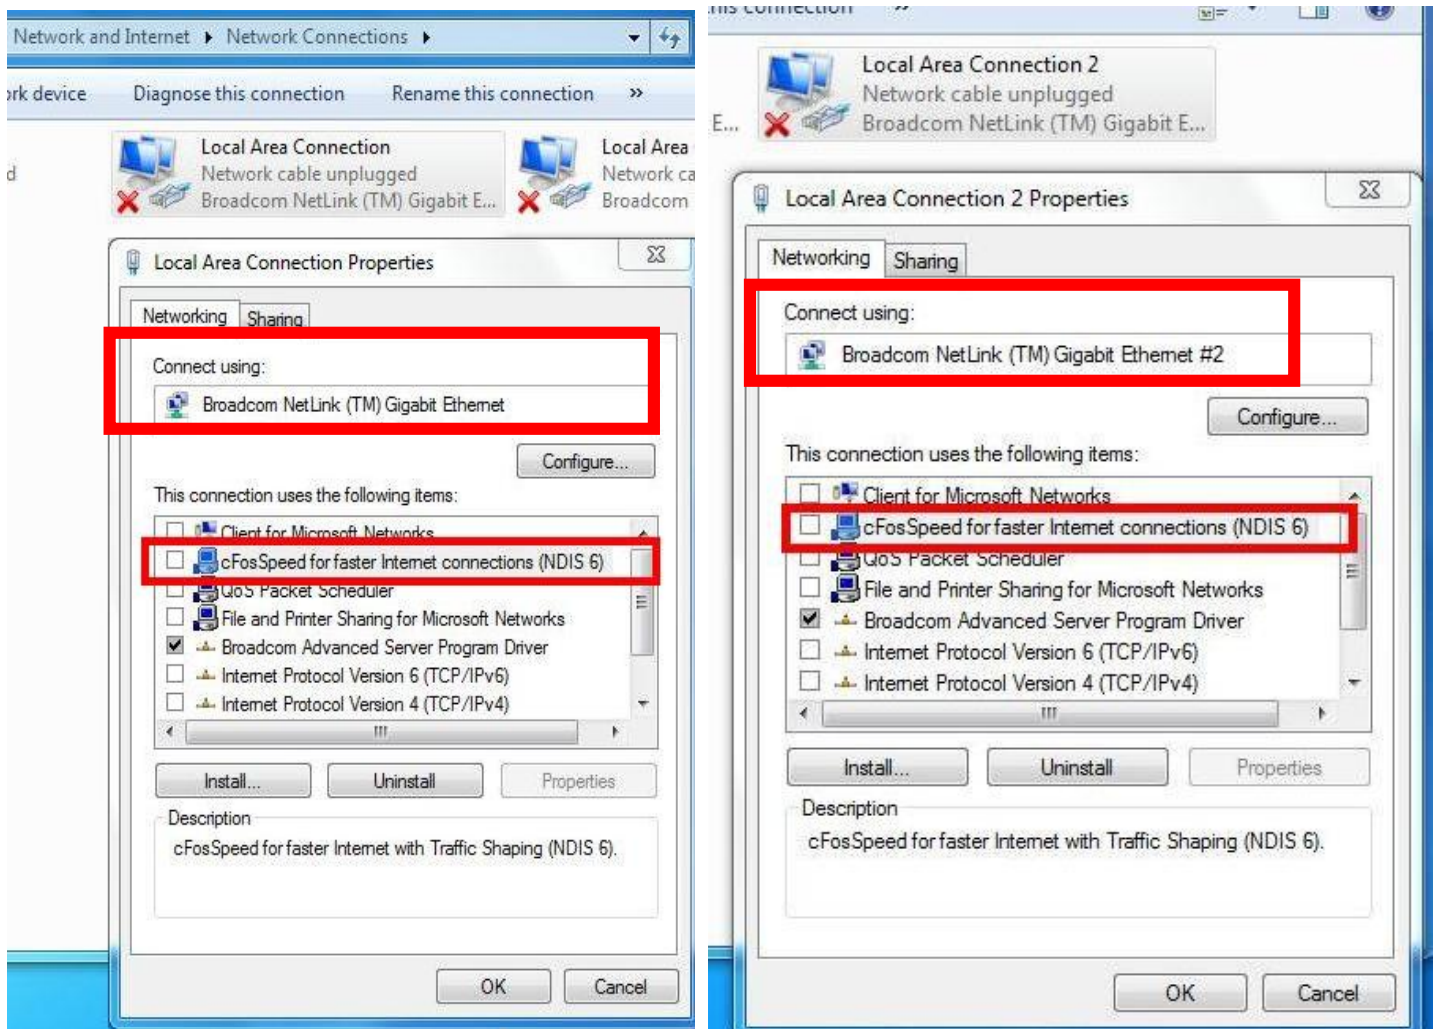 Network and Internet ▸ Network Connections ▸
ork device Diagnose this connection Rename this connection »
Local Area Connection
Network cable unplugged
Broadcom NetLink (TM) Gigabit E...
Local Area
Network ca
Broadcom
d
Local Area Connection Properties
Networking Sharing
Connect using:
Broadcom NetLink (TM) Gigabit Ethernet
Configure...
This connection uses the following items:
Client for Microsoft Networks
cFosSpeed for faster Internet connections (NDIS 6)
QoS Packet Scheduler
File and Printer Sharing for Microsoft Networks
Broadcom Advanced Server Program Driver
Internet Protocol Version 6 (TCP/IPv6)
Internet Protocol Version 4 (TCP/IPv4)
Install... Uninstall Properties
Description
cFosSpeed for faster Internet with Traffic Shaping (NDIS 6).
OK Cancel
his connection »
Local Area Connection 2
Network cable unplugged
E... Broadcom NetLink (TM) Gigabit E...
Local Area Connection 2 Properties
Networking Sharing
Connect using:
Broadcom NetLink (TM) Gigabit Ethernet #2
Configure...
This connection uses the following items:
Client for Microsoft Networks
cFosSpeed for faster Internet connections (NDIS 6)
QoS Packet Scheduler
File and Printer Sharing for Microsoft Networks
Broadcom Advanced Server Program Driver
Internet Protocol Version 6 (TCP/IPv6)
Internet Protocol Version 4 (TCP/IPv4)
Install... Uninstall Properties
Description
cFosSpeed for faster Internet with Traffic Shaping (NDIS 6).
OK Cancel